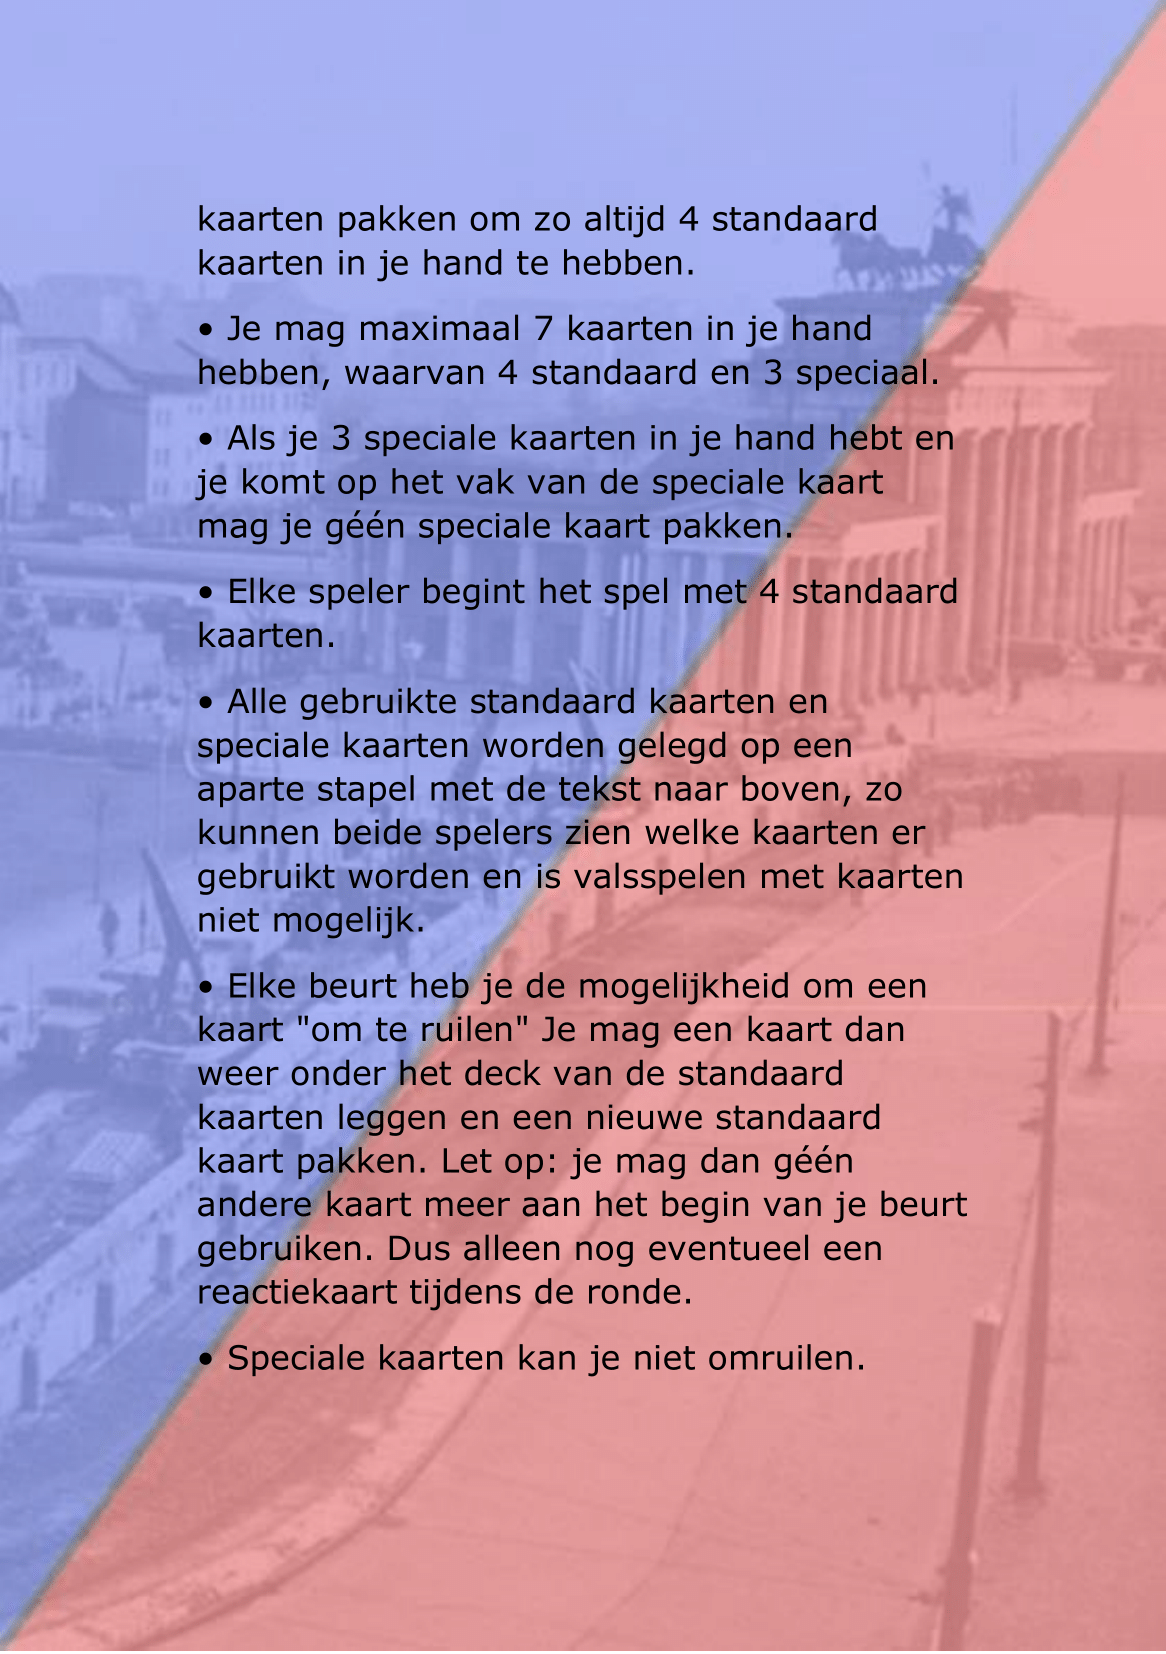 kaarten pakken om zo altijd 4 standaard
kaarten in je hand te hebben.
• Je mag maximaal 7 kaarten in je hand
hebben, waarvan 4 standaard en 3 speciaal.
• Als je 3 speciale kaarten in je hand hebt en
je komt op het vak van de speciale kaart
mag je géén speciale kaart pakken.
• Elke speler begint het spel met 4 standaard
kaarten.
• Alle gebruikte standaard kaarten en
speciale kaarten worden gelegd op een
aparte stapel met de tekst naar boven, zo
kunnen beide spelers zien welke kaarten er
gebruikt worden en is valsspelen met kaarten
niet mogelijk.
• Elke beurt heb je de mogelijkheid om een
kaart "om te ruilen" Je mag een kaart dan
weer onder het deck van de standaard
kaarten leggen en een nieuwe standaard
kaart pakken. Let op: je mag dan géén
andere kaart meer aan het begin van je beurt
gebruiken. Dus alleen nog eventueel een
reactiekaart tijdens de ronde.
• Speciale kaarten kan je niet omruilen.